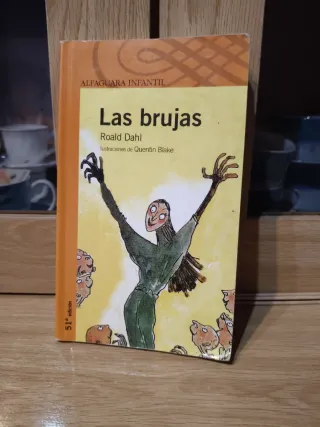 ALFAGUARA INFANTIL
Las brujas
Roald Dahl
Ilustraciones de Quentin Blake
51ª edición